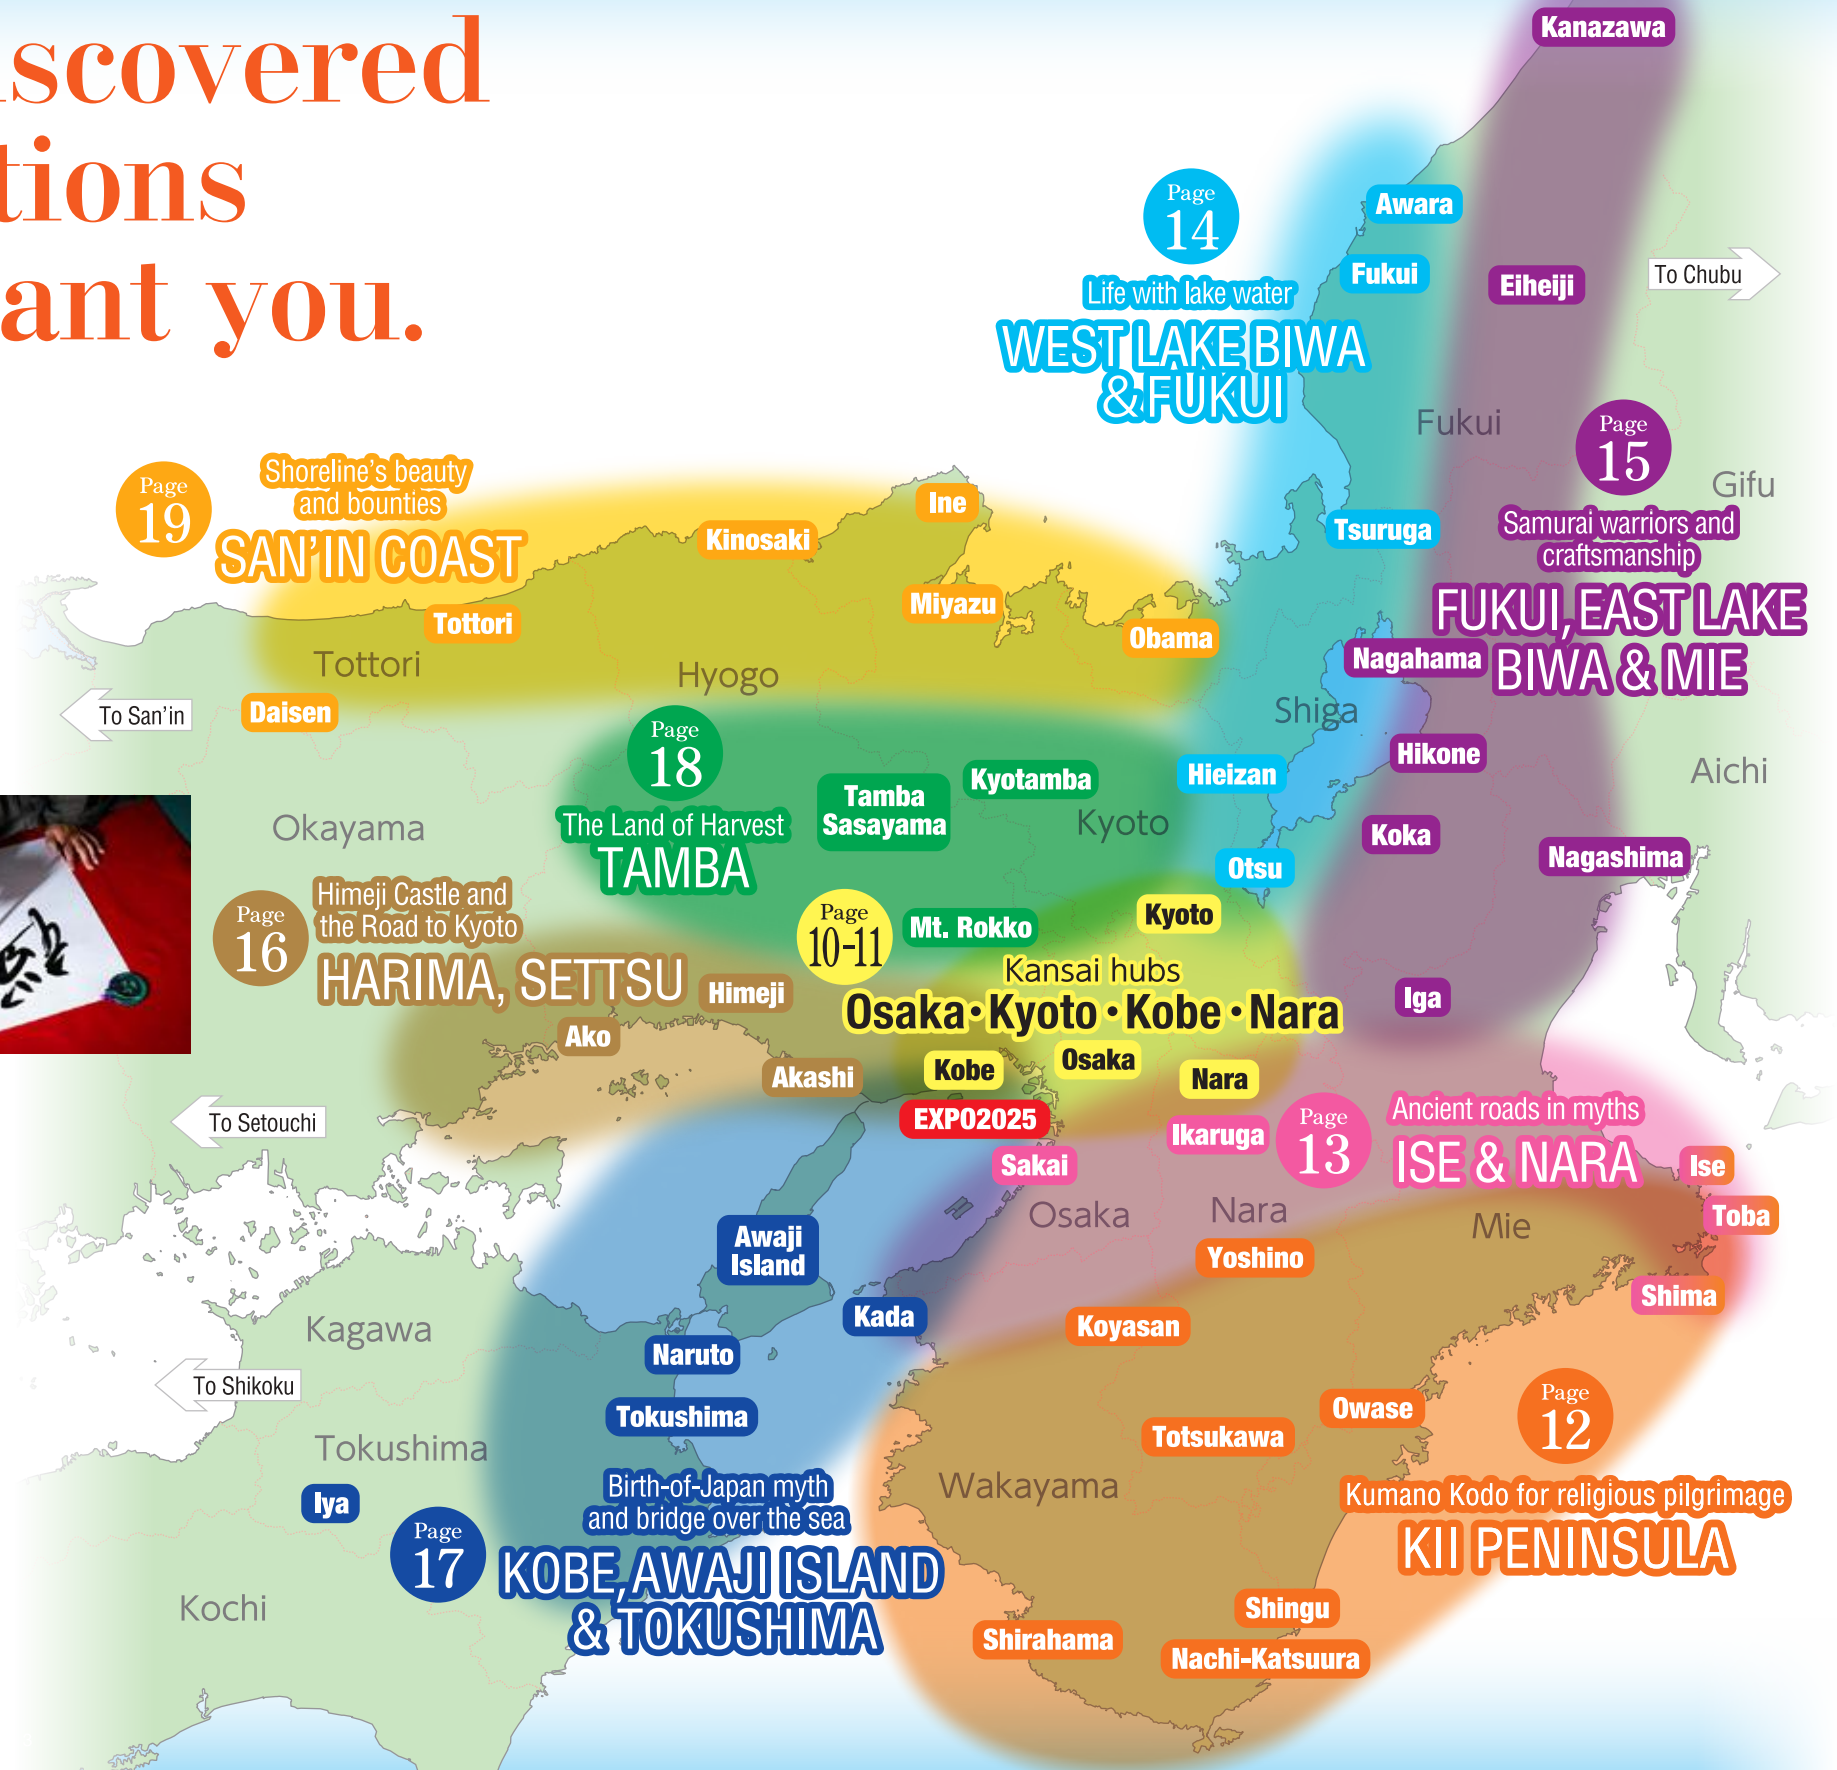 iscovered
tions
ant you.
Kanazawa
Page
14
Life with lake water
WEST LAKE BIWA
& FUKUI
Awara
Fukui
Eiheiji
To Chubu
Fukui
Page
15
Samurai warriors and
craftsmanship
FUKUI, EAST LAKE
BIWA & MIE
Gifu
Page
19
Shoreline's beauty
and bounties
SAN'IN COAST
Ine
Kinosaki
Tsuruga
Miyazu
Tottori
Obama
Tottori
Hyogo
Nagahama
Shiga
Daisen
To San'in
Page
18
The Land of Harvest
TAMBA
Tamba
Sasayama
Kyotamba
Kyoto
Hieizan
Hikone
Aichi
Okayama
Koka
Nagashima
Otsu
Page
16
Himeji Castle and
the Road to Kyoto
HARIMA, SETTSU
Himeji
Page
10-11
Mt. Rokko
Kyoto
Kansai hubs
Osaka・Kyoto・Kobe・Nara
Iga
Ako
Akashi
Kobe
Osaka
Nara
EXPO2025
To Setouchi
Ikaruga
Page
13
Ancient roads in myths
ISE & NARA
Sakai
Ise
Toba
Osaka
Nara
Mie
Awaji
Island
Yoshino
Shima
Kada
Koyasan
Kagawa
Naruto
To Shikoku
Tokushima
Owase
Totsukawa
Page
12
Kumano Kodo for religious pilgrimage
KII PENINSULA
Tokushima
Wakayama
Iya
Page
17
Birth-of-Japan myth
and bridge over the sea
KOBE, AWAJI ISLAND
& TOKUSHIMA
Kochi
Shingu
Shirahama
Nachi-Katsuura